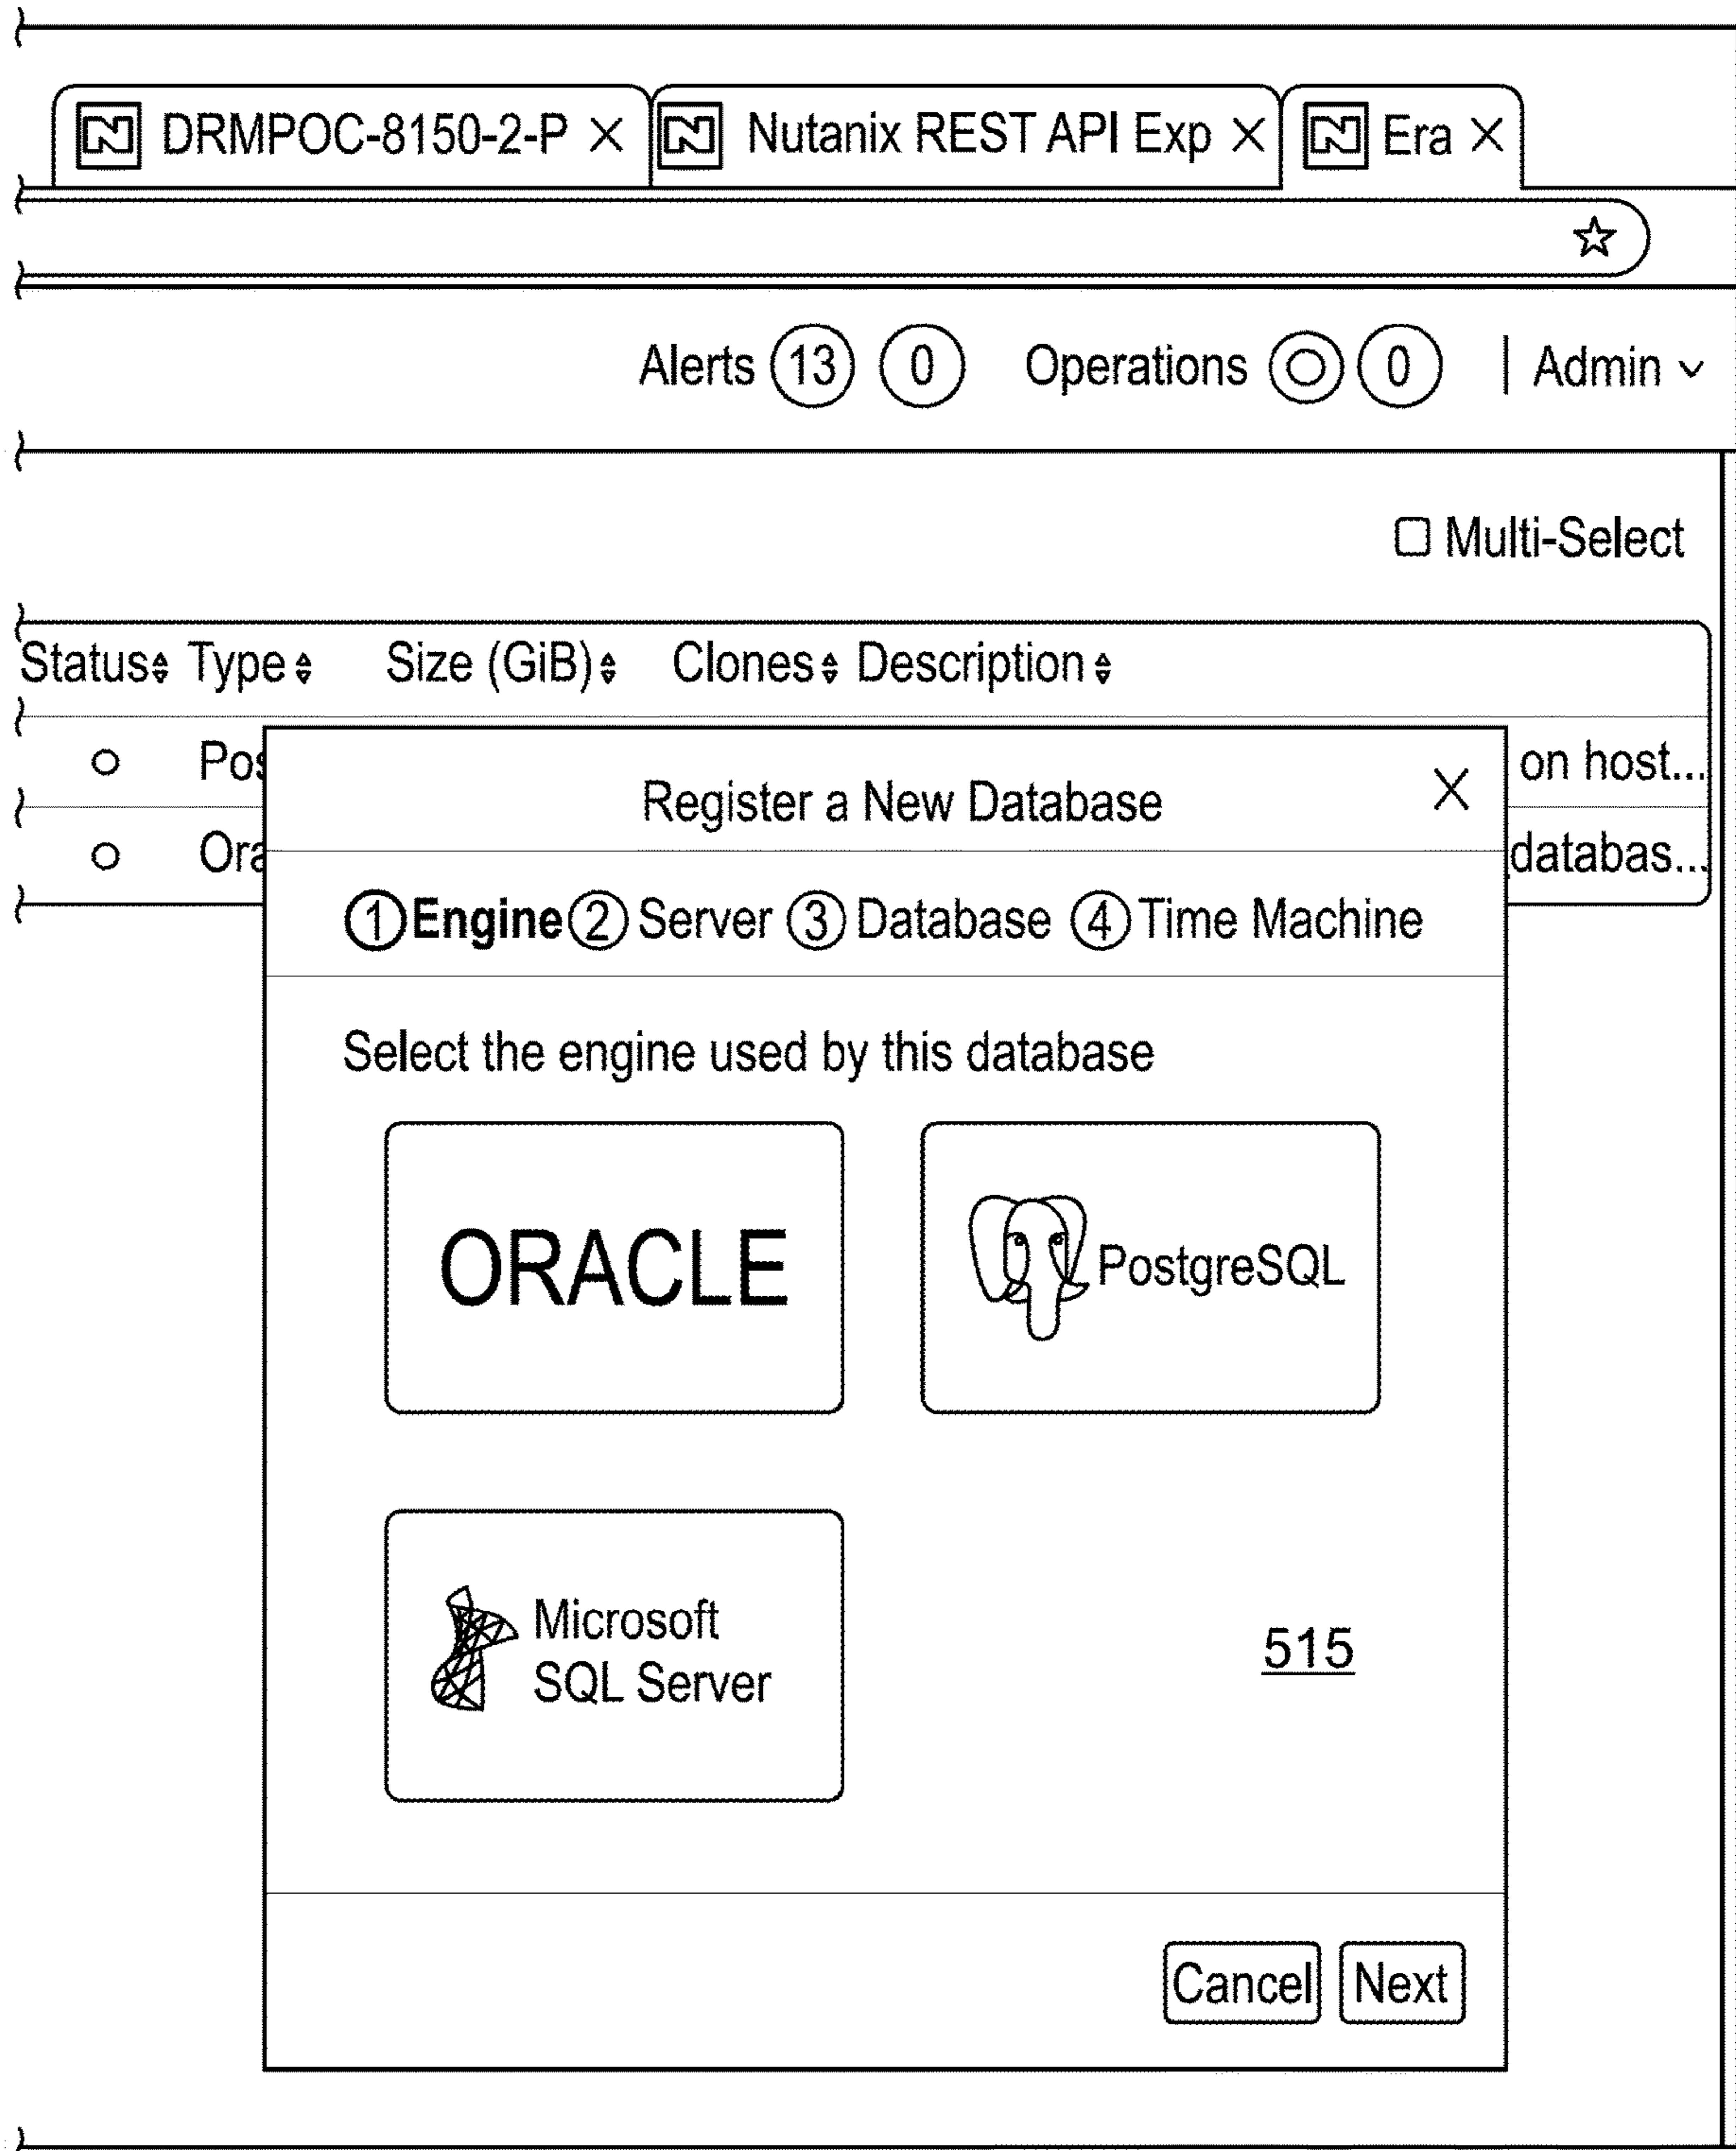 DRMPOC-8150-2-P Nutanix REST API Exp Era
Alerts 13 0 Operations 0 Admin
Multi-Select
Status Type Size (GiB) Clones Description
Pos on host...
Ora databas...
Register a New Database
1 Engine 2 Server 3 Database 4 Time Machine
Select the engine used by this database
ORACLE
PostgreSQL
Microsoft
SQL Server
515
Cancel Next